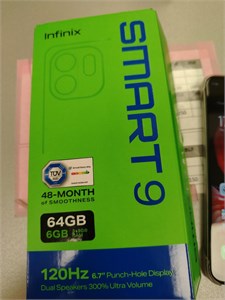 Infinix
SMART 9
TÜV
48-MONTH
of SMOOTHNESS
64GB
6GB
120Hz 6.7" Punch-Hole Display
Dual Speakers 300% Ultra Volume